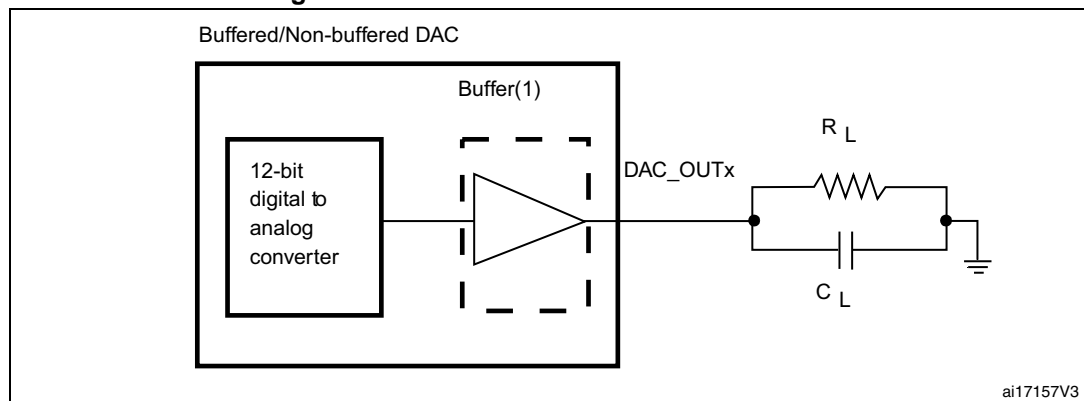 Buffered/Non-buffered DAC
Buffer(1)
12-bit
digital to
analog
converter
DAC_OUTx
R L
C L
ai17157V3